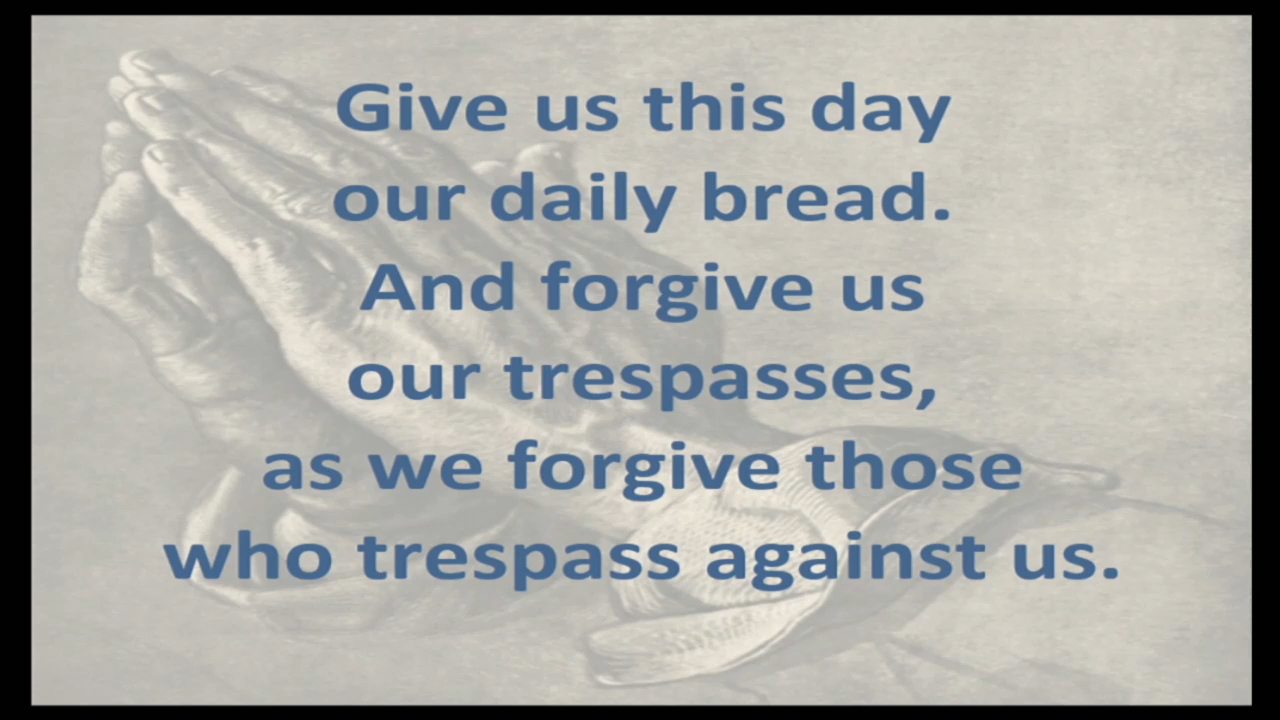 Give us this day
our daily bread.
And forgive us
our trespasses,
as we forgive those
who trespass against us.